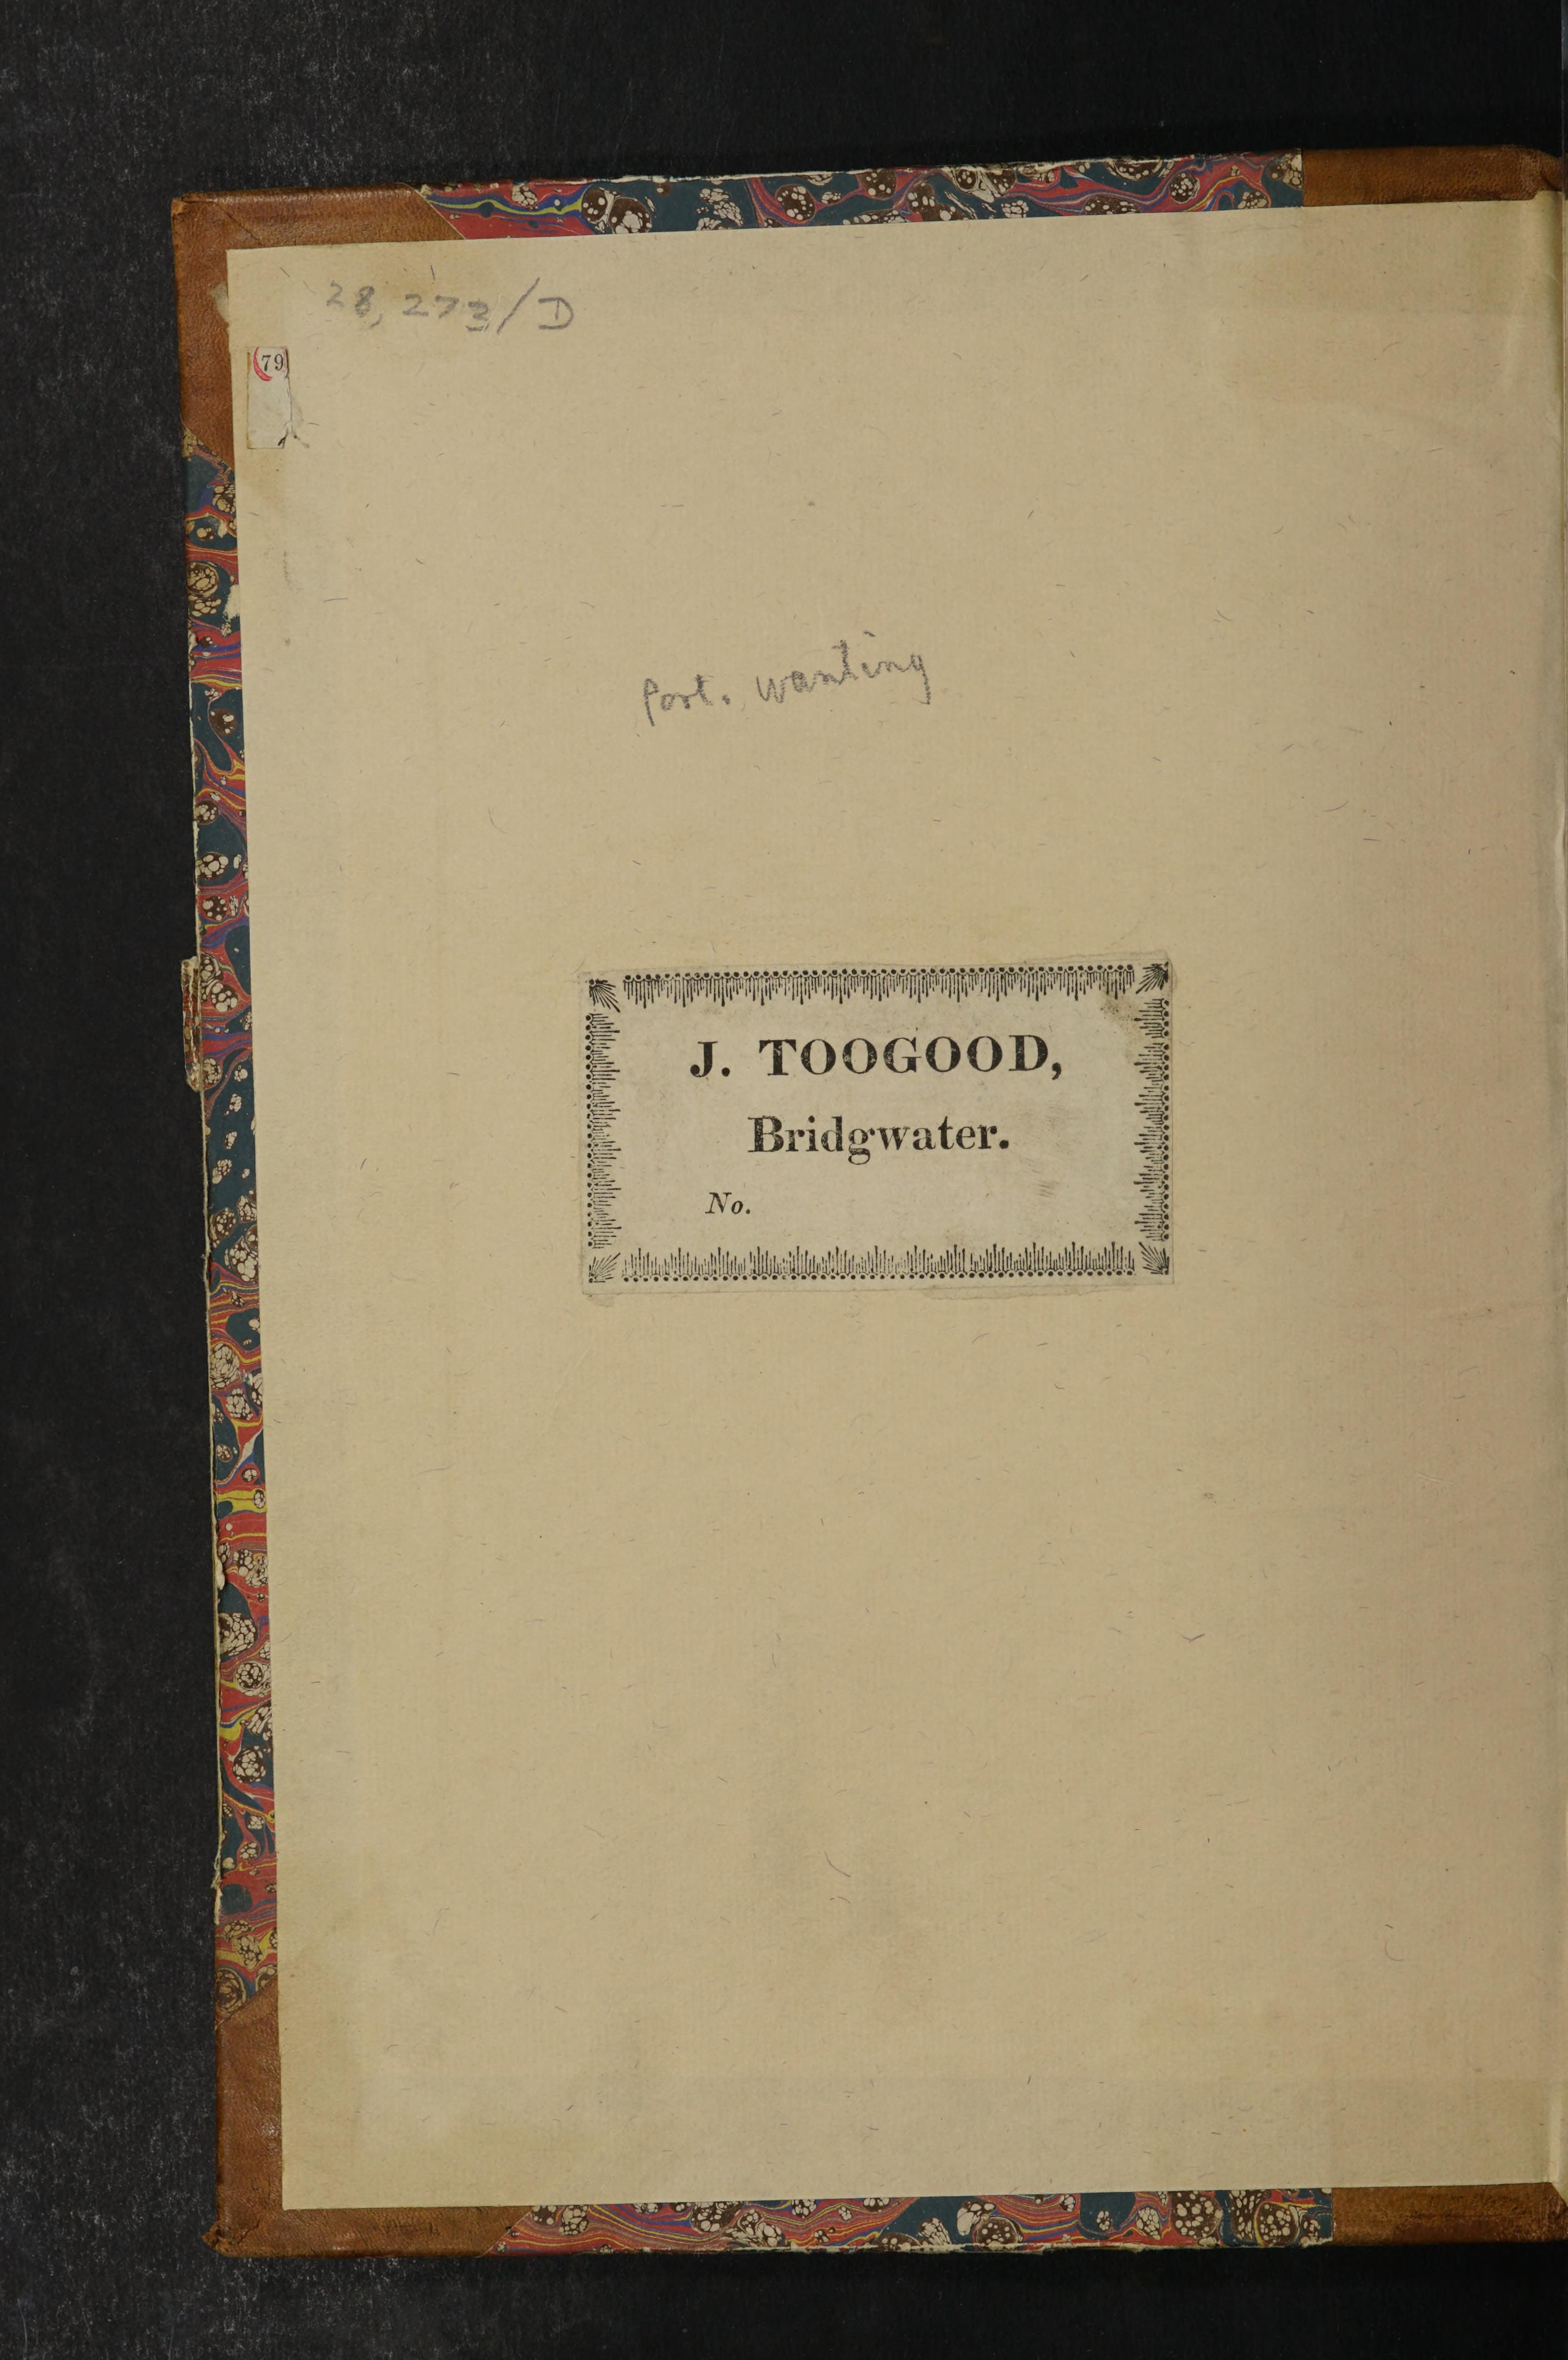 28,273/D
79
Port. wanting
J. TOOGOOD,
Bridgwater.
No.